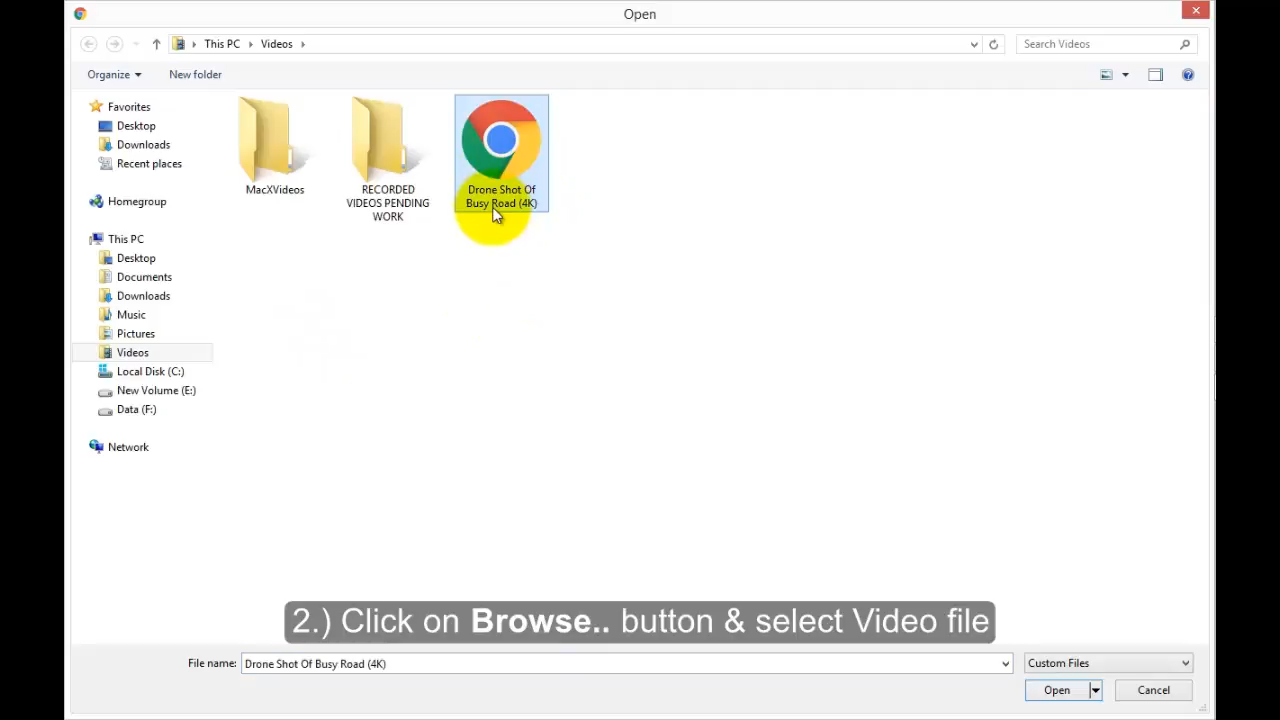 Open
This PC
Videos
Search Videos
Organize
New folder
Favorites
Desktop
Downloads
Recent places
Homegroup
This PC
Desktop
Documents
Downloads
Music
Pictures
Videos
Local Disk (C:)
New Volume (E:)
Data (F:)
Network
MacXVideos
RECORDED
VIDEOS PENDING
WORK
Drone Shot Of
Busy Road (4K)
2.) Click on Browse.. button & select Video file
File name:
Drone Shot Of Busy Road (4K)
Custom Files
Open
Cancel